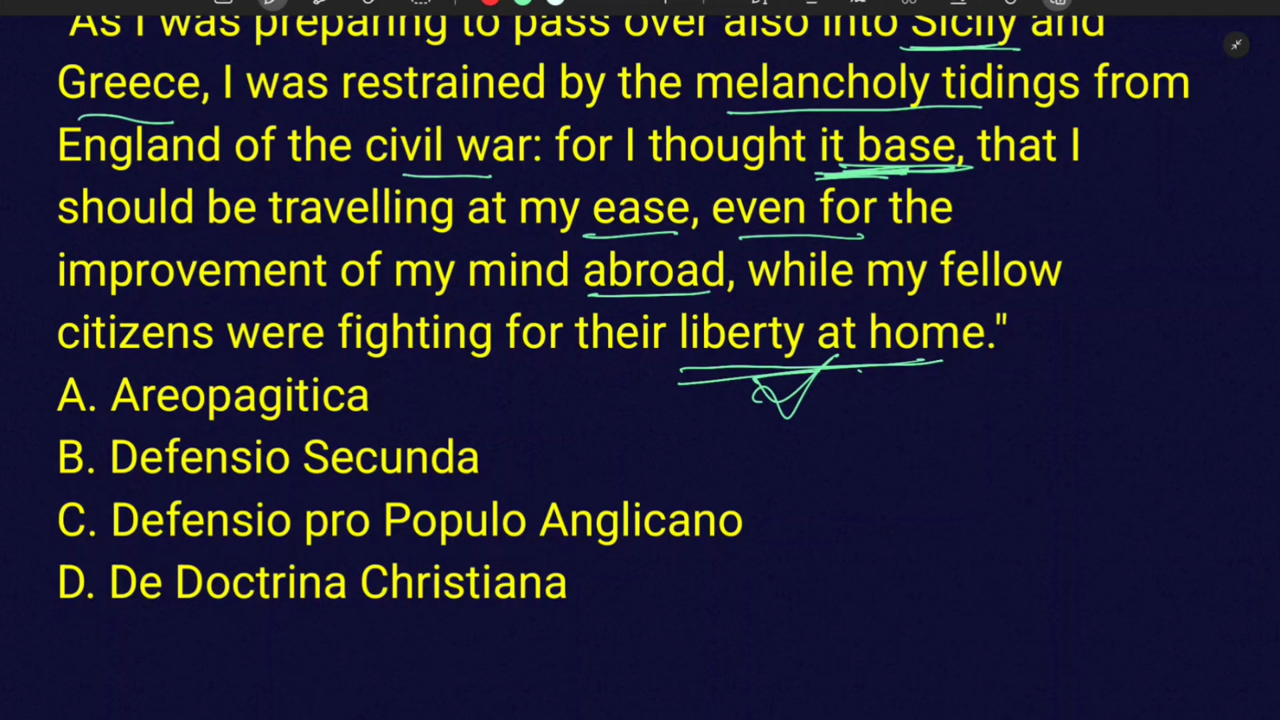 "As I was preparing to pass over also into Sicily and
Greece, I was restrained by the melancholy tidings from
England of the civil war: for I thought it base, that I
should be travelling at my ease, even for the
improvement of my mind abroad, while my fellow
citizens were fighting for their liberty at home."
A. Areopagitica
B. Defensio Secunda
C. Defensio pro Populo Anglicano
D. De Doctrina Christiana